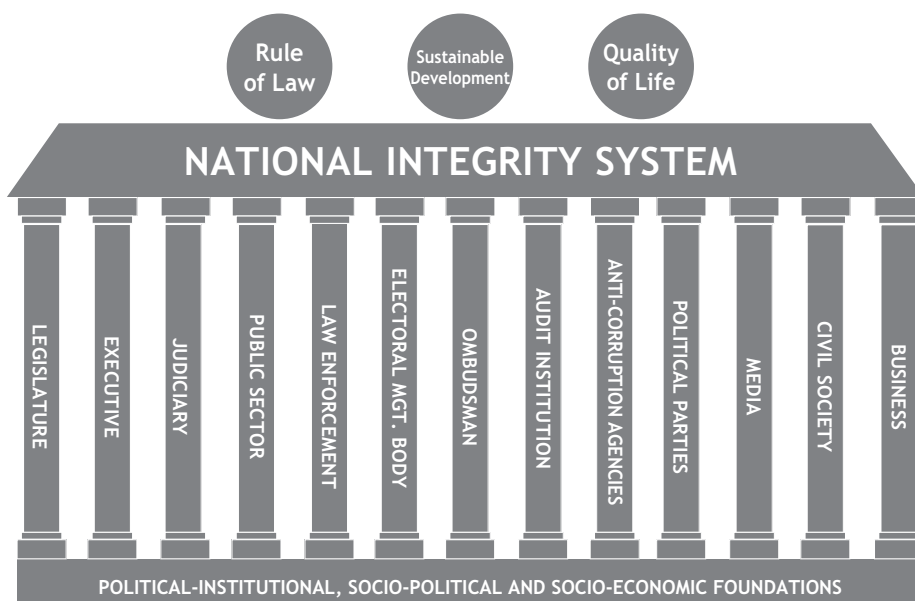 Rule
of Law
Sustainable
Development
Quality
of Life
NATIONAL INTEGRITY SYSTEM
LEGISLATURE
EXECUTIVE
JUDICIARY
PUBLIC SECTOR
LAW ENFORCEMENT
ELECTORAL MGT. BODY
OMBUDSMAN
AUDIT INSTITUTION
ANTI-CORRUPTION AGENCIES
POLITICAL PARTIES
MEDIA
CIVIL SOCIETY
BUSINESS
POLITICAL-INSTITUTIONAL, SOCIO-POLITICAL AND SOCIO-ECONOMIC FOUNDATIONS